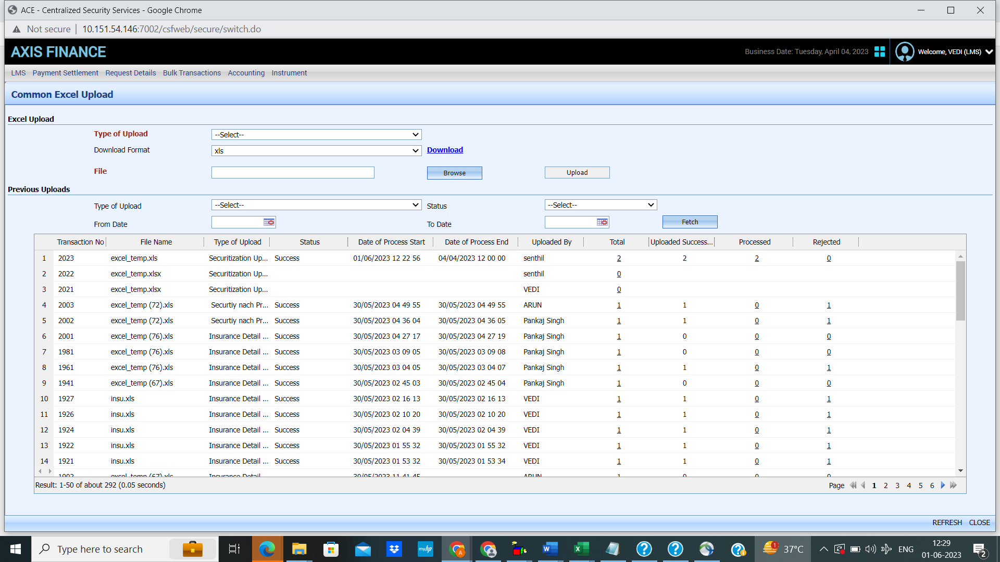 ACE - Centralized Security Services - Google Chrome
Not secure | 10.151.54.146:7002/csfweb/secure/switch.do
AXIS FINANCE Business Date: Tuesday, April 04, 2023 Welcome, VEDI (LMS)
LMS Payment Settlement Request Details Bulk Transactions Accounting Instrument
Common Excel Upload
Excel Upload
Type of Upload --Select--
Download Format xls Download
File Browse Upload
Previous Uploads
Type of Upload --Select-- Status --Select--
From Date To Date Fetch
Transaction No File Name Type of Upload Status Date of Process Start Date of Process End Uploaded By Total Uploaded Success... Processed Rejected
1 2023 excel_temp.xls Securitization Up... Success 01/06/2023 12 22 56 04/04/2023 12 00 00 senthil 2 2 2 0
2 2022 excel_temp.xlsx Securitization Up... senthil 0
3 2021 excel_temp.xlsx Securitization Up... VEDI 0
4 2003 excel_temp (72).xls Securtiy nach Pr... Success 30/05/2023 04 49 55 30/05/2023 04 49 55 ARUN 1 1 0 1
5 2002 excel_temp (72).xls Securtiy nach Pr... Success 30/05/2023 04 36 04 30/05/2023 04 36 05 Pankaj Singh 1 1 0 1
6 2001 excel_temp (76).xls Insurance Detail ... Success 30/05/2023 04 27 17 30/05/2023 04 27 19 Pankaj Singh 1 0 0 0
7 1981 excel_temp (76).xls Insurance Detail ... Success 30/05/2023 03 09 05 30/05/2023 03 09 08 Pankaj Singh 1 0 0 0
8 1961 excel_temp (76).xls Insurance Detail ... Success 30/05/2023 03 04 05 30/05/2023 03 04 07 Pankaj Singh 1 1 0 1
9 1941 excel_temp (67).xls Insurance Detail ... Success 30/05/2023 02 45 03 30/05/2023 02 45 04 Pankaj Singh 1 0 0 0
10 1927 insu.xls Insurance Detail ... Success 30/05/2023 02 16 13 30/05/2023 02 16 13 VEDI 1 1 0 1
11 1926 insu.xls Insurance Detail ... Success 30/05/2023 02 10 20 30/05/2023 02 10 20 VEDI 1 1 0 1
12 1924 insu.xls Insurance Detail ... Success 30/05/2023 02 04 39 30/05/2023 02 04 39 VEDI 1 1 0 1
13 1922 insu.xls Insurance Detail ... Success 30/05/2023 01 55 32 30/05/2023 01 55 32 VEDI 1 1 0 1
14 1921 insu.xls Insurance Detail ... Success 30/05/2023 01 53 32 30/05/2023 01 53 34 VEDI 1 1 0 1
1902 excel_temp (67).xls Insurance Detail 30/05/2023 11 41 45 ARUN 1 0 0 0
Result: 1-50 of about 292 (0.05 seconds) Page 1 2 3 4 5 6
REFRESH CLOSE
Type here to search myhp 1 37°C ENG 12:29
01-06-2023 2